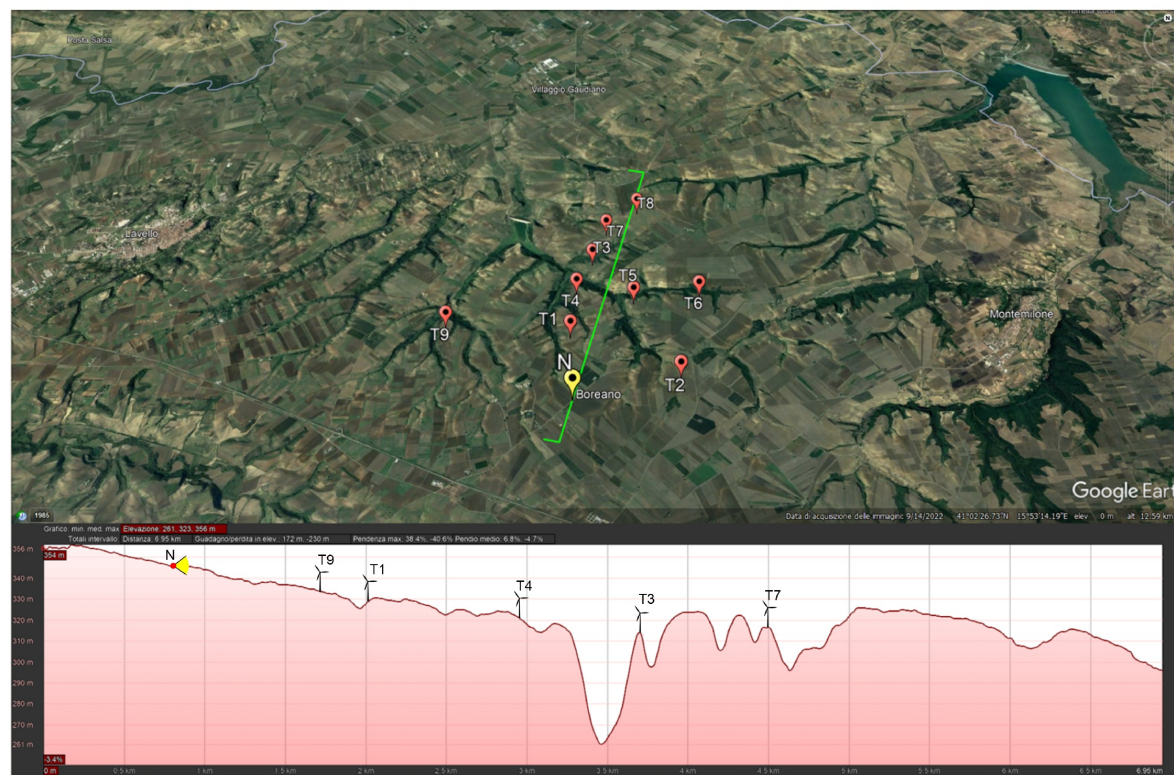 Posta Salsa
Villaggio Gaudiano
Lavello
T8
T7
T3
T5
T4
T6
T1
T9
Montemilone
N
T2
Boreano
Google Eart
1985
Data di acquisizione delle immagini: 9/14/2022 41°02'26.73"N 15°53'14.19"E elev 0 m alt 12.59 km
Grafico: min. med. max Elevazione: 261, 323, 356 m
Totali intervallo: Distanza: 6.95 km Guadagno/perdita in elev.: 172 m, -230 m Pendenza max. 38.4%, -40.6% Pendio medio: 6.8%, -4.7%
356 m
354 m
N
T9
T1
T4
T3
T7
340 m
330 m
320 m
310 m
300 m
290 m
280 m
270 m
261 m
-3.4%
0 m 0.5 km 1 km 1.5 km 2 km 2.5 km 3 km 3.5 km 4 km 4.5 km 5 km 5.5 km 6 km 6.5 km 6.95 km